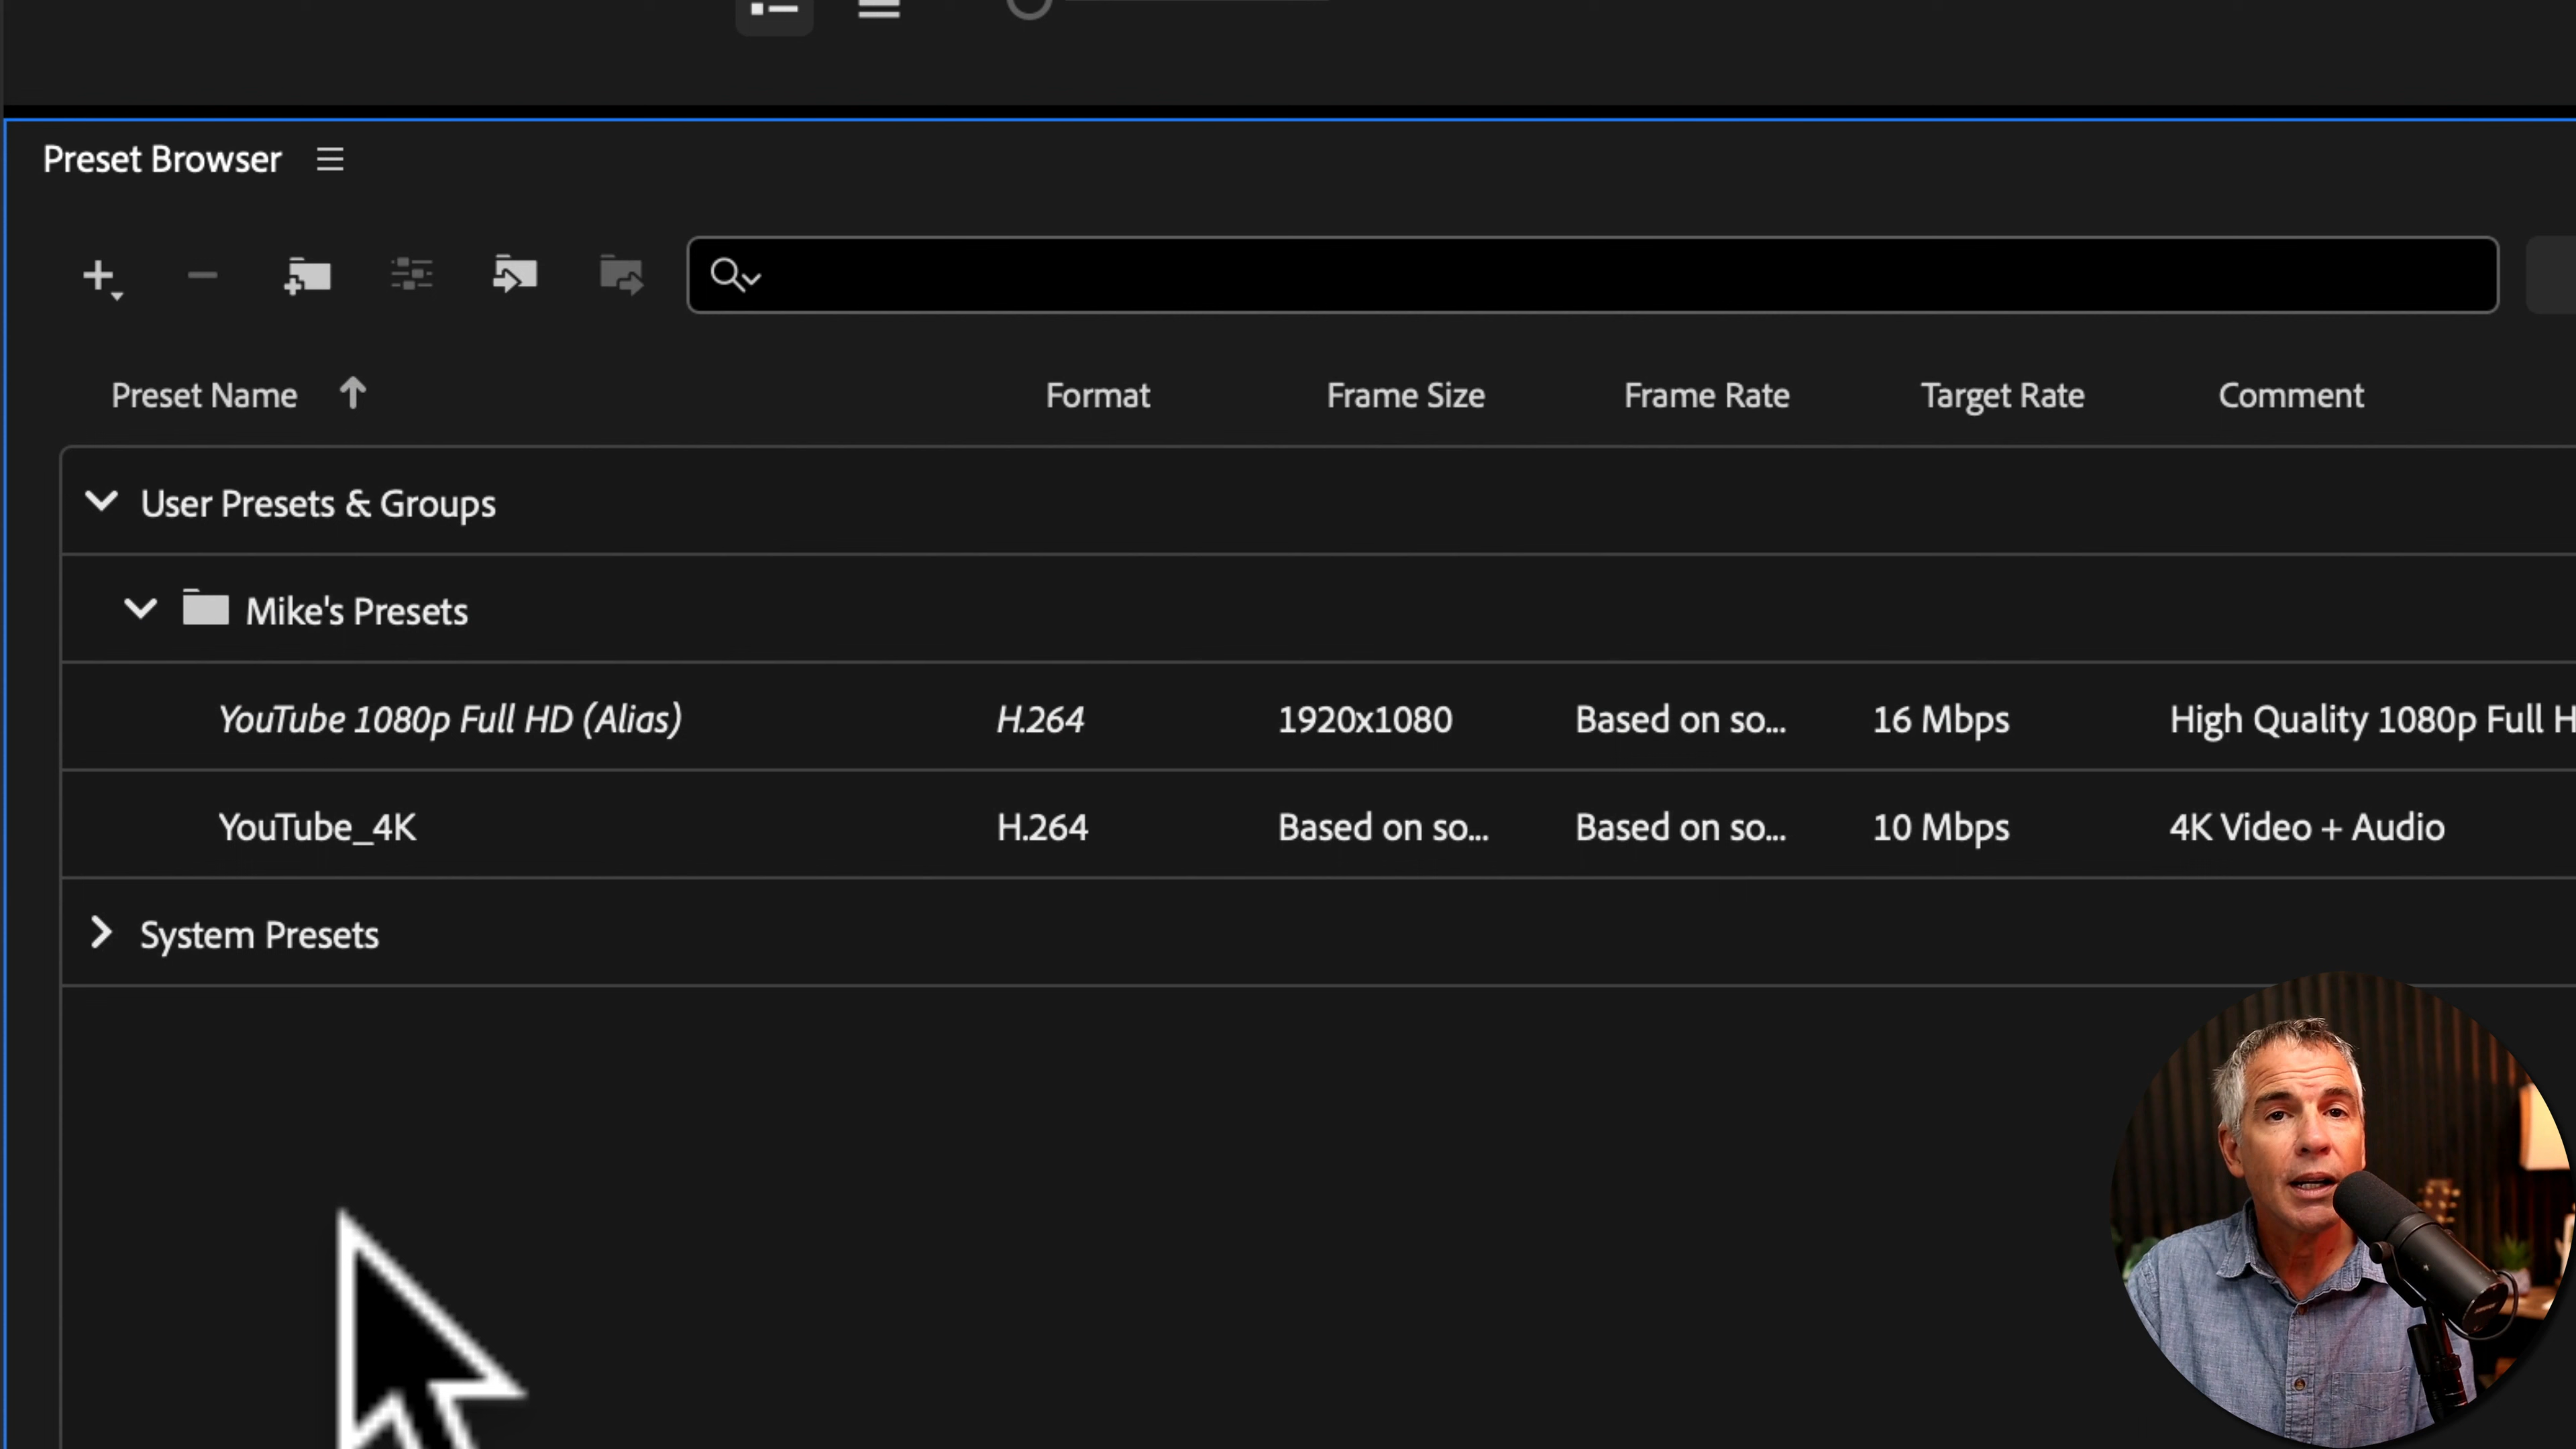 Preset Browser
Preset Name Format Frame Size Frame Rate Target Rate Comment
User Presets & Groups
Mike's Presets
YouTube 1080p Full HD (Alias) H.264 1920x1080 Based on so... 16 Mbps High Quality 1080p Full H
YouTube_4K H.264 Based on so... Based on so... 10 Mbps 4K Video + Audio
System Presets